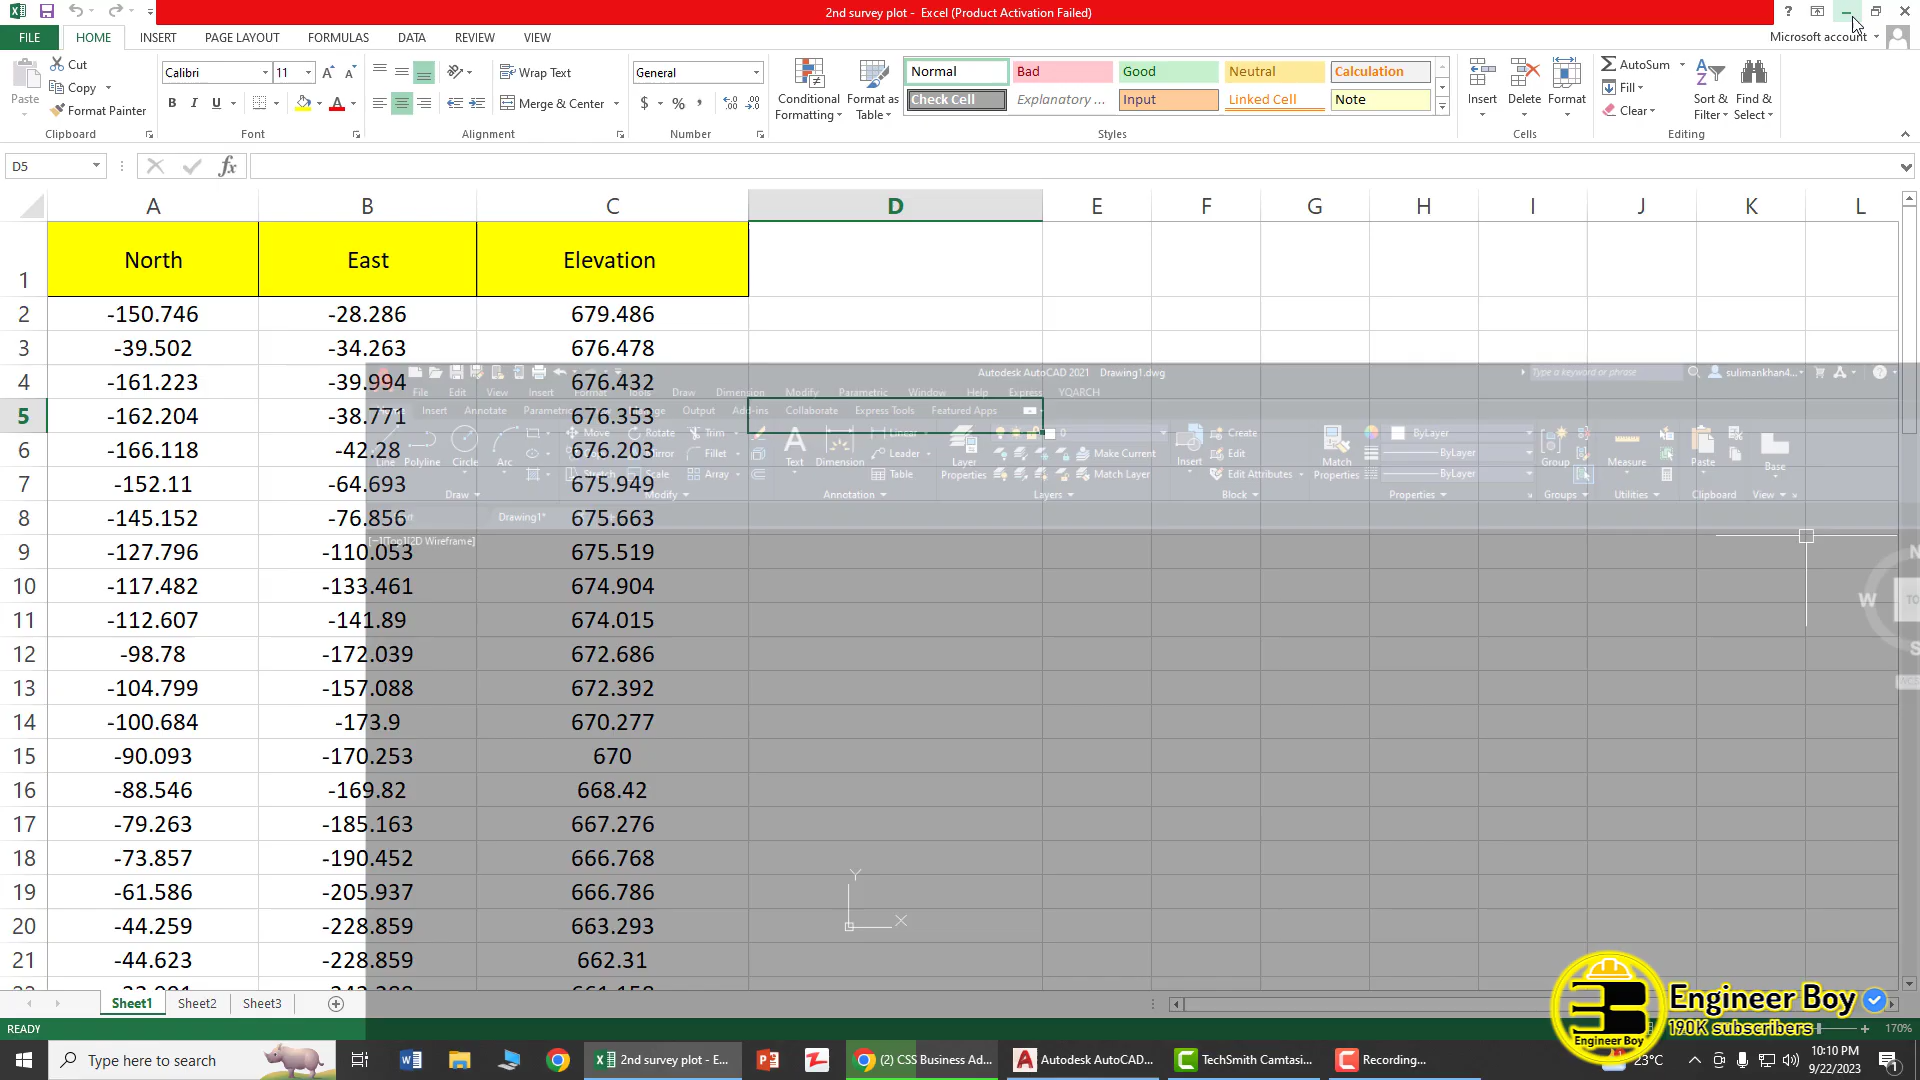 2nd survey plot - Excel (Product Activation Failed)
FILE HOME INSERT PAGE LAYOUT FORMULAS DATA REVIEW VIEW Microsoft account
Cut
Copy
Format Painter
Paste
Clipboard
Calibri 11
B I U
Font
Wrap Text
Merge & Center
Alignment
General
$ %
Number
Conditional Formatting
Format as Table
Normal Bad Good Neutral Calculation
Check Cell Explanatory ... Input Linked Cell Note
Styles
Insert Delete Format
Cells
AutoSum
Fill
Clear
Sort & Filter
Find & Select
Editing
D5
fx
A B C D E F G H I J K L
1 North East Elevation
2 -150.746 -28.286 679.486
3 -39.502 -34.263 676.478
4 -161.223 -39.994 676.432
5 -162.204 -38.771 676.353
6 -166.118 -42.28 676.203
7 -152.11 -64.693 675.949
8 -145.152 -76.856 675.663
9 -127.796 -110.053 675.519
10 -117.482 -133.461 674.904
11 -112.607 -141.89 674.015
12 -98.78 -172.039 672.686
13 -104.799 -157.088 672.392
14 -100.684 -173.9 670.277
15 -90.093 -170.253 670
16 -88.546 -169.82 668.42
17 -79.263 -185.163 667.276
18 -73.857 -190.452 666.768
19 -61.586 -205.937 666.786
20 -44.259 -228.859 663.293
21 -44.623 -228.859 662.31
Autodesk AutoCAD 2021 Drawing1.dwg
Type a keyword or phrase
sulimankhan4...
File Edit View Insert Format Tools Draw Dimension Modify Parametric Window Help Express YQARCH
Insert Annotate Parametric Output Add-ins Collaborate Express Tools Featured Apps
Line Polyline Circle Arc
Draw
Move Rotate Trim
Mirror Fillet
Stretch Scale Array
Modify
Text Dimension
Linear
Leader
Table
Annotation
Layer Properties
0
Make Current
Match Layer
Layers
Insert
Create
Edit
Edit Attributes
Block
Match Properties
ByLayer
ByLayer
ByLayer
Properties
Group
Groups
Measure
Utilities
Paste
Clipboard
Base
View
Drawing1*
[−][Top][2D Wireframe]
N
W
S
Y
X
Sheet1 Sheet2 Sheet3
READY
170%
Engineer Boy
190K subscribers
Engineer Boy
Type here to search
2nd survey plot - E...
(2) CSS Business Ad...
Autodesk AutoCAD...
TechSmith Camtasi...
Recording...
23°C
10:10 PM
9/22/2023
1